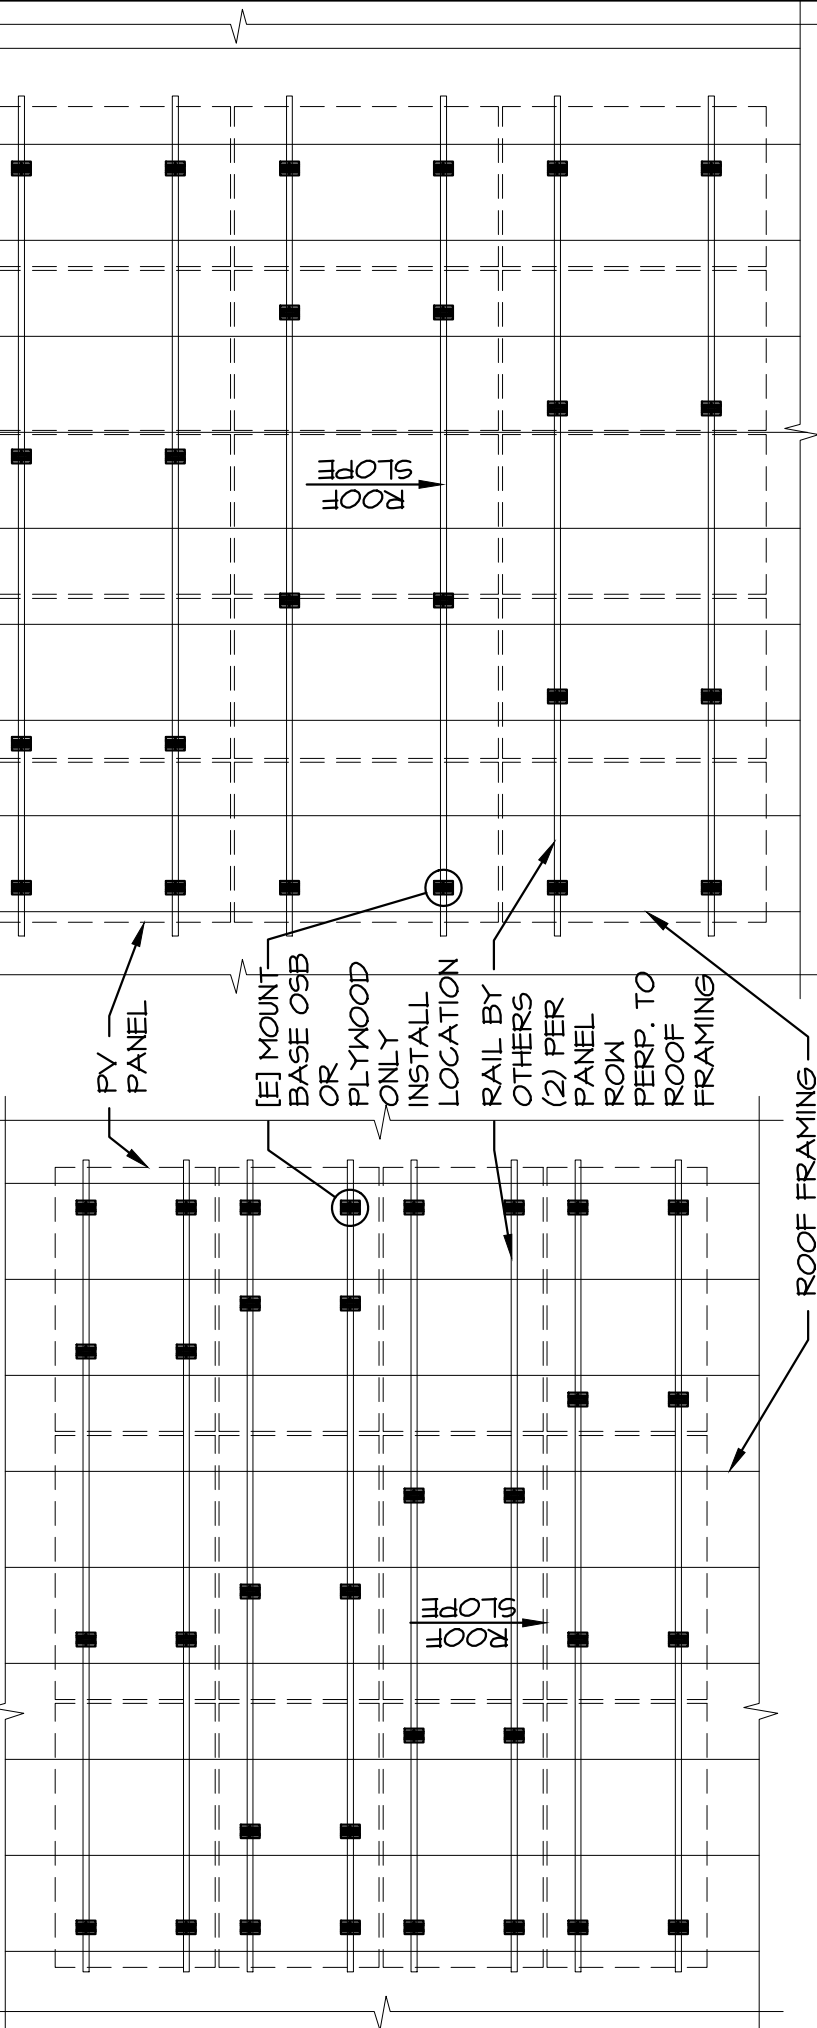 ROOF
SLOPE
PV
PANEL
[E] MOUNT
BASE OSB
OR
PLYWOOD
ONLY
INSTALL
LOCATION
RAIL BY
OTHERS
(2) PER
PANEL
ROW
PERP. TO
ROOF
FRAMING
ROOF FRAMING
ROOF
SLOPE